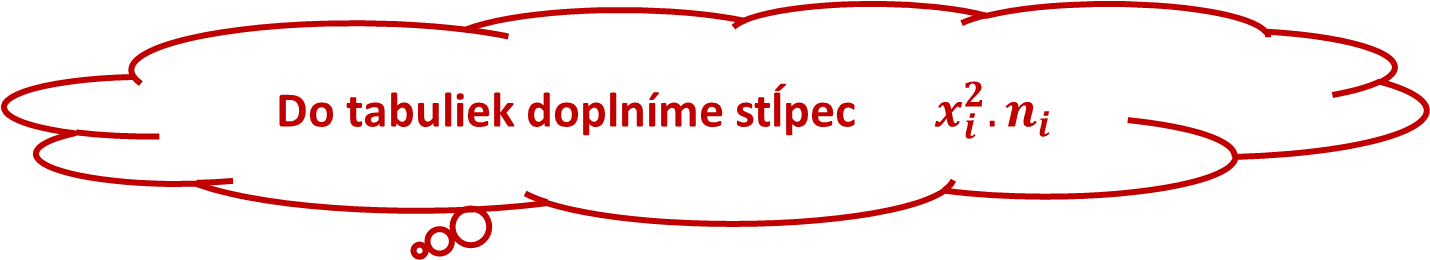 Do tabuliek doplníme stĺpec $x_i^2 . n_i$